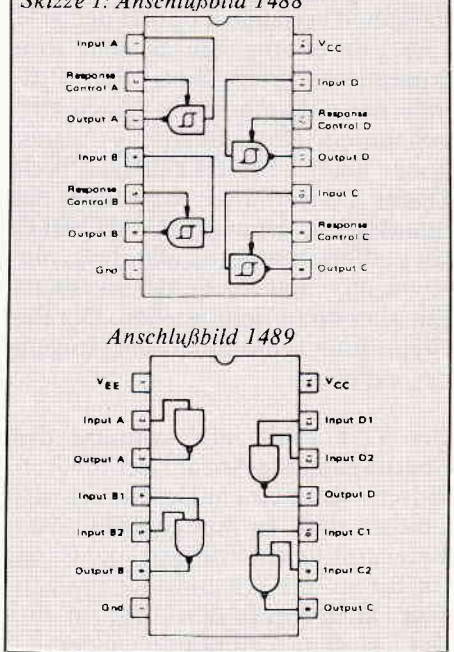 Skizze 1: Anschlußbild 1488
Input A
VCC
Response
Control A
Input D
Output A
Response
Control D
Input B
Output D
Response
Control B
Input C
Output B
Response
Control C
Gnd
Output C
Anschlußbild 1489
VEE
VCC
Input A
Input D1
Output A
Input D2
Input B1
Output D
Input B2
Input C1
Output B
Input C2
Gnd
Output C